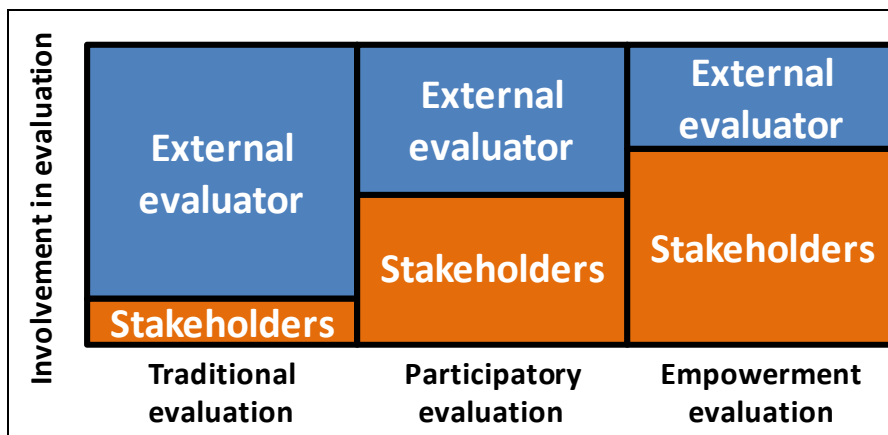 Involvement in evaluation
External
evaluator
Stakeholders
External
evaluator
Stakeholders
External
evaluator
Stakeholders
Traditional
evaluation
Participatory
evaluation
Empowerment
evaluation